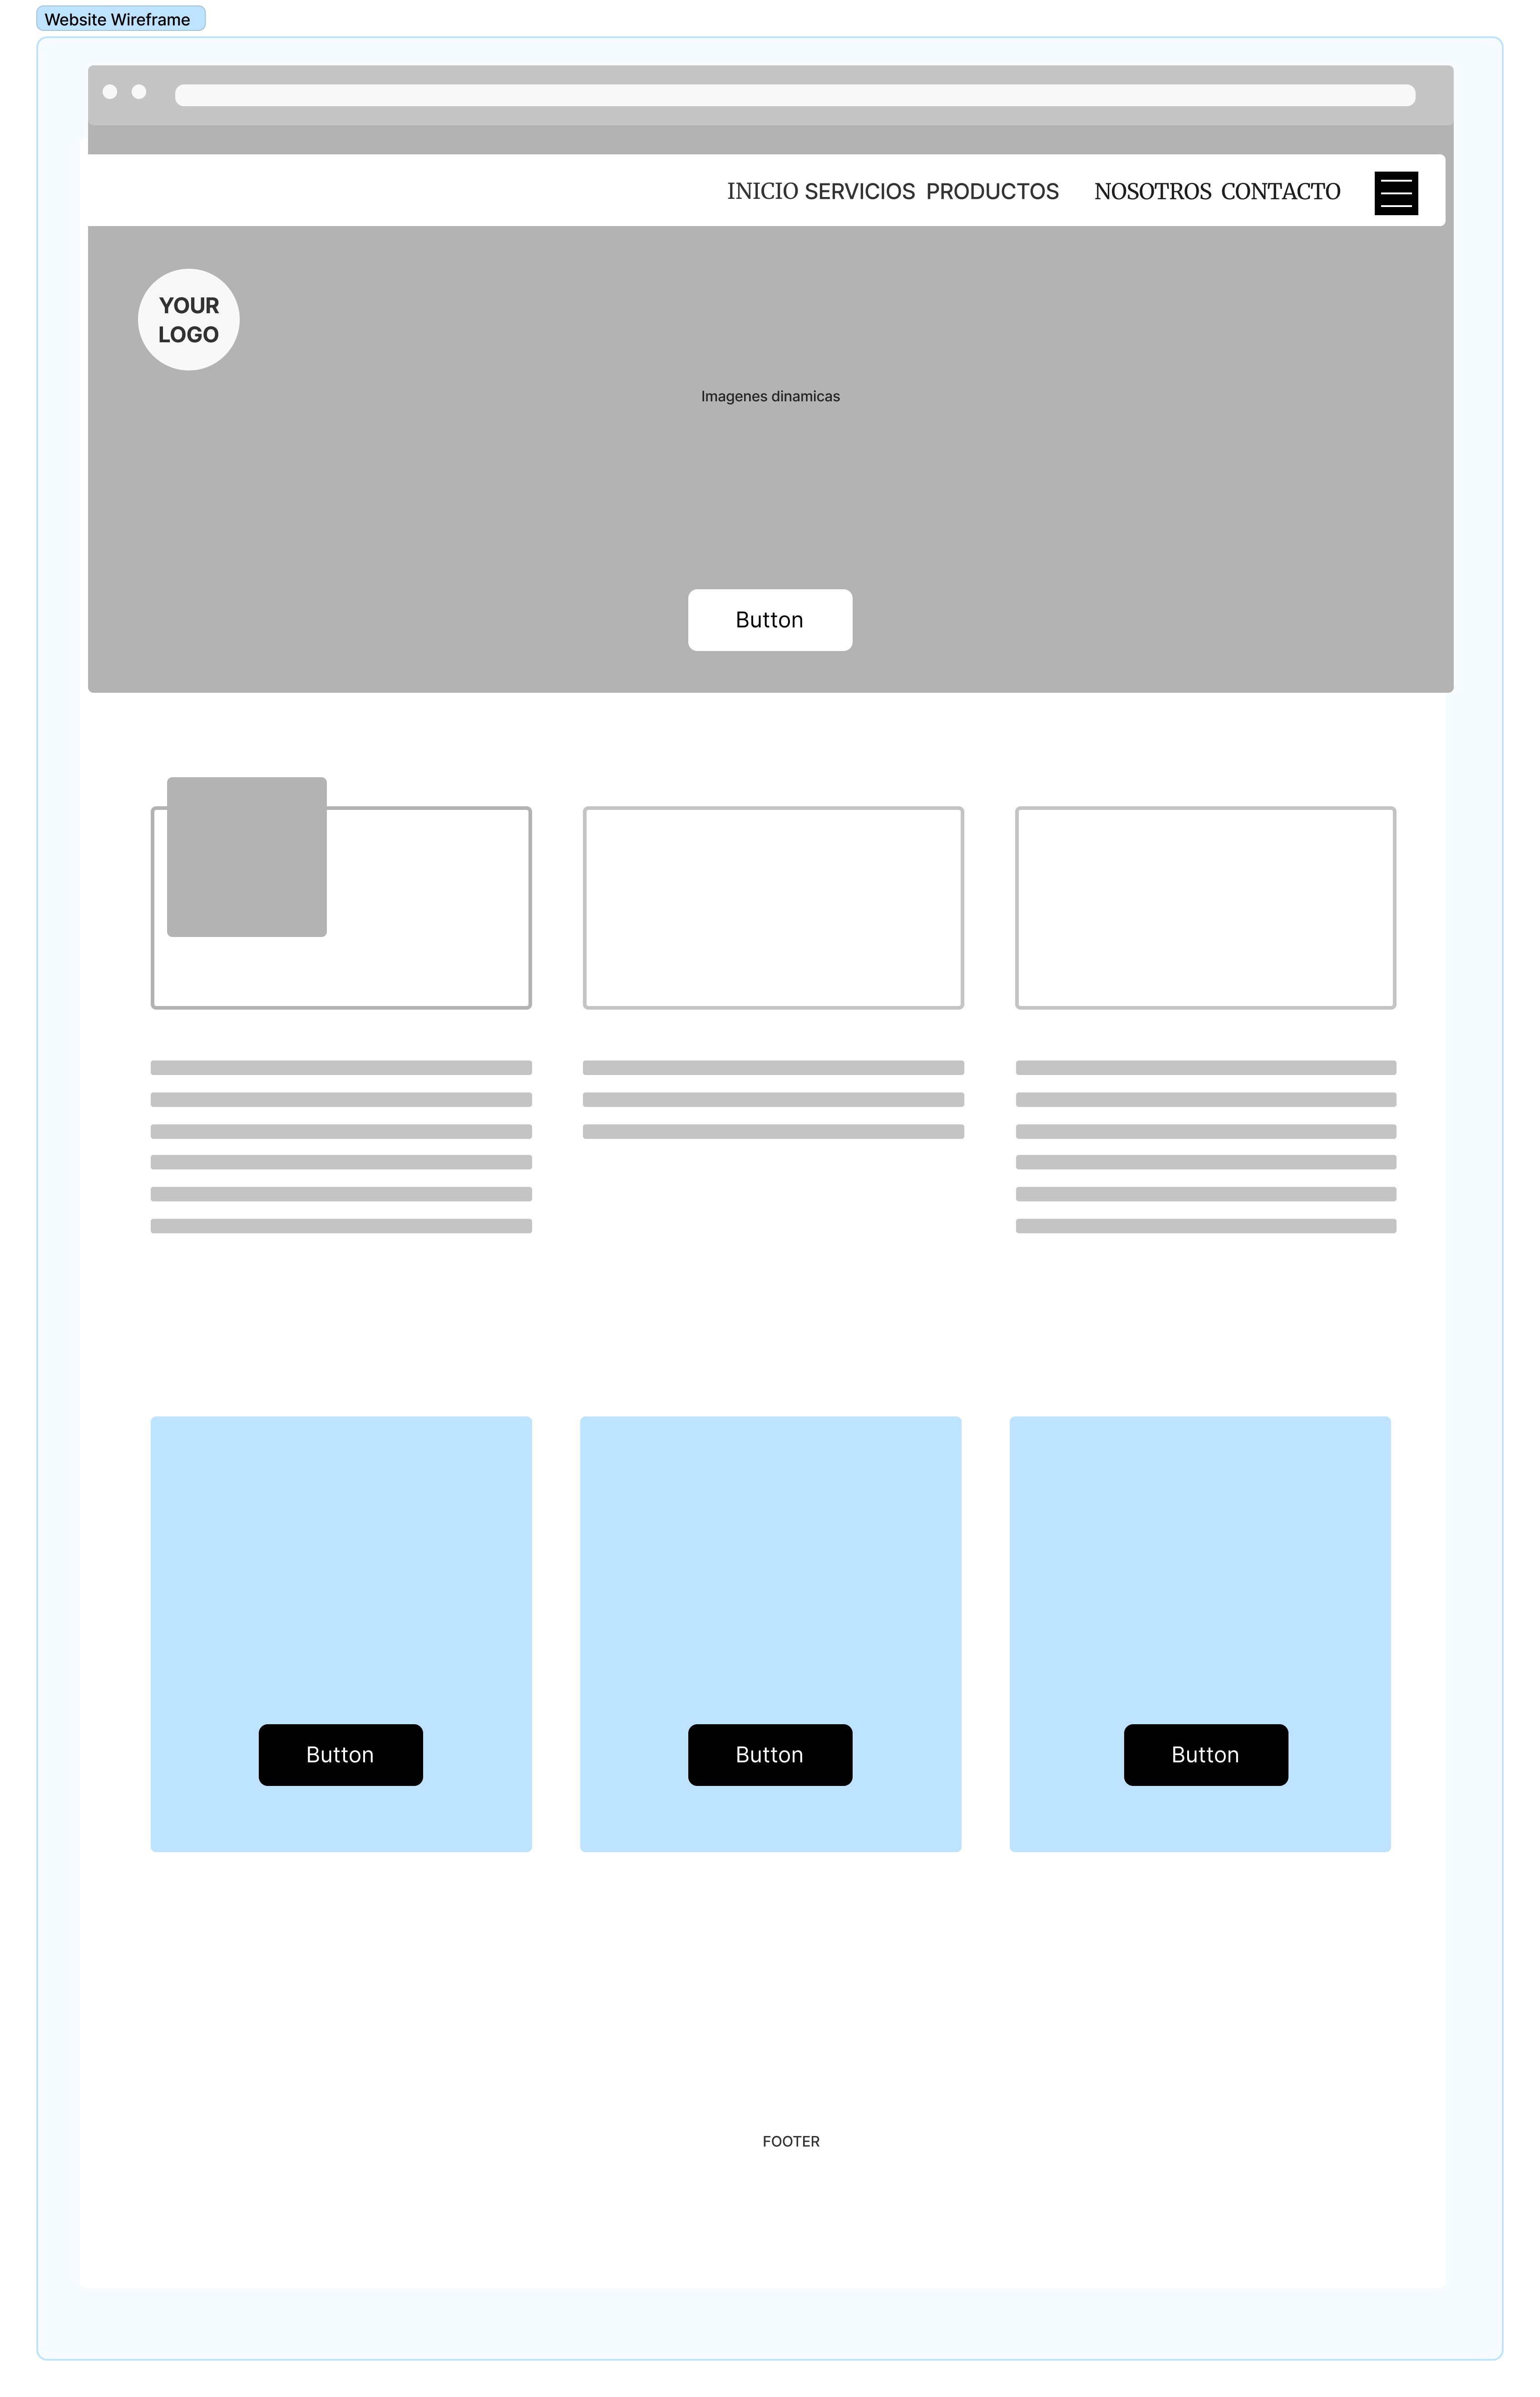 Website Wireframe
INICIO SERVICIOS PRODUCTOS NOSOTROS CONTACTO
YOUR
LOGO
Imagenes dinamicas
Button
Button Button Button
FOOTER